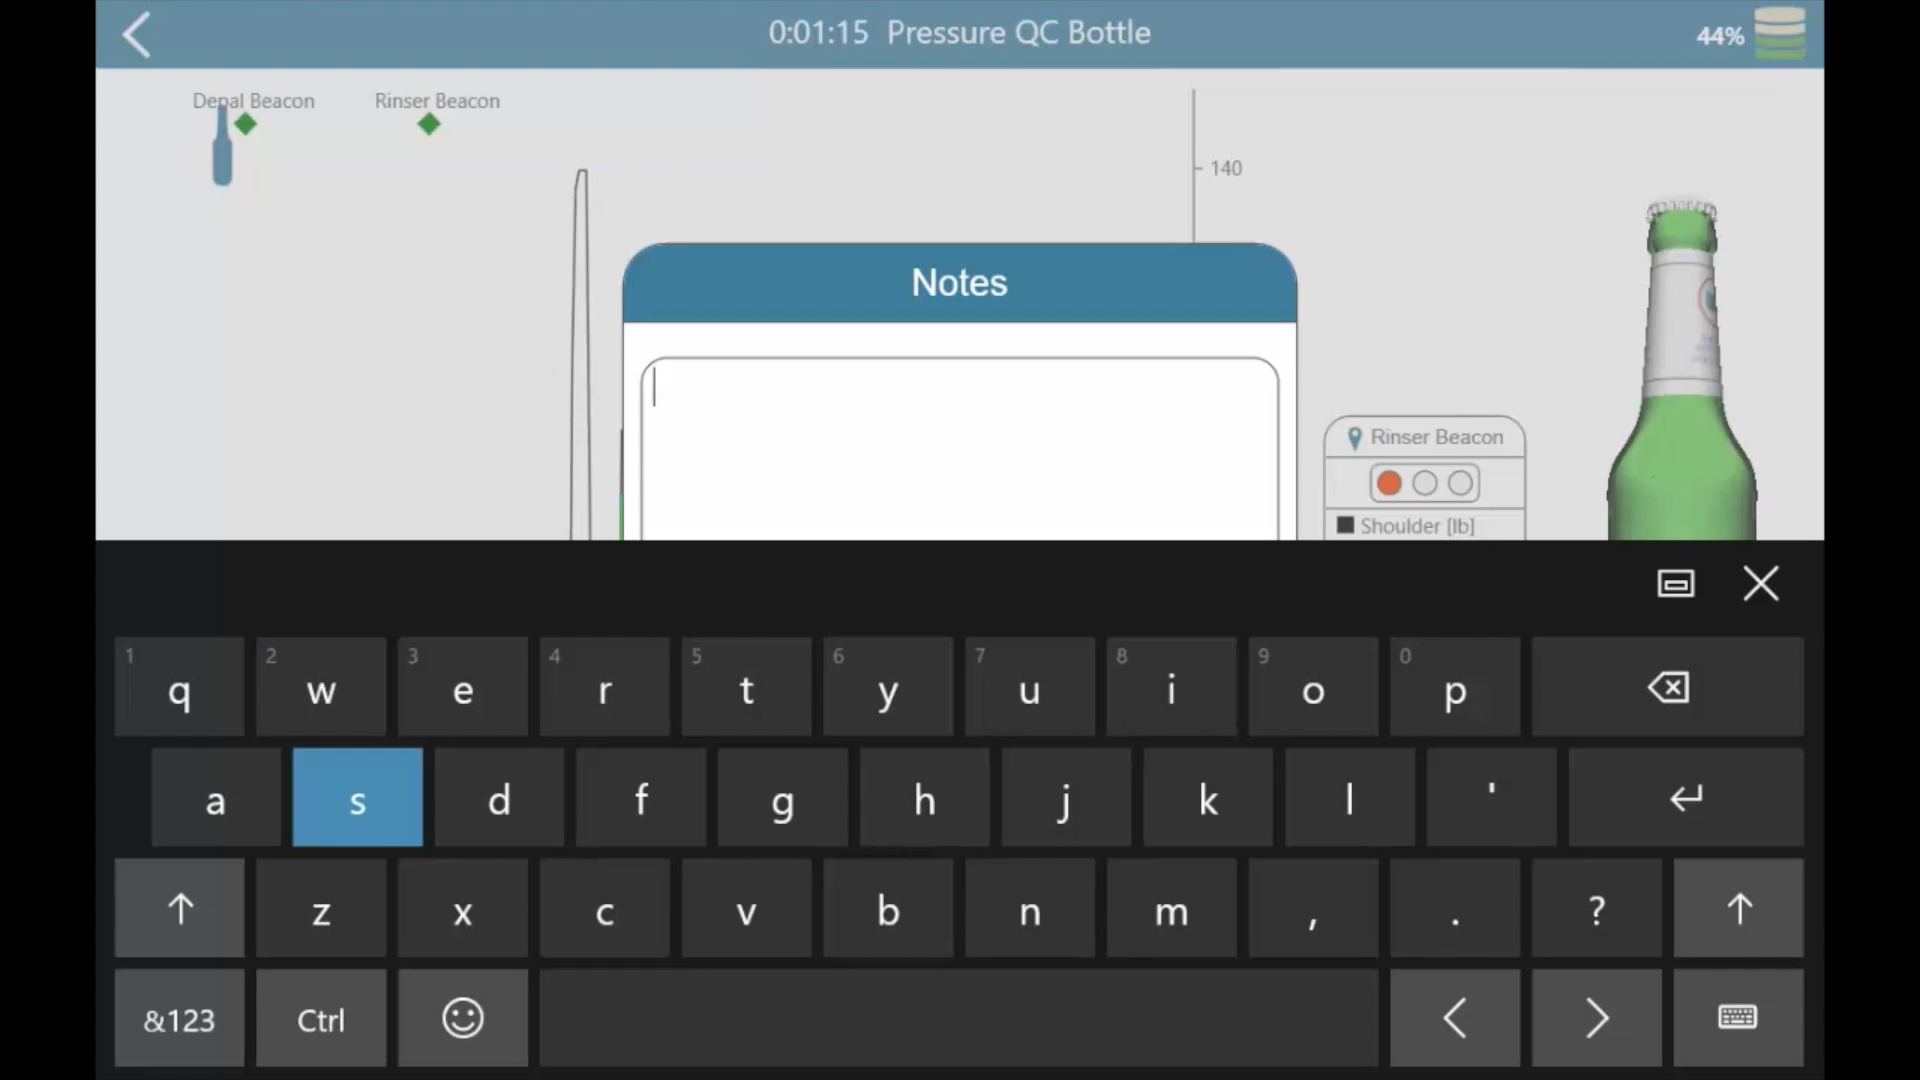 0:01:15 Pressure QC Bottle
44%
Depal Beacon Rinser Beacon
140
Notes
Rinser Beacon
Shoulder [lb]
1 q 2 w 3 e 4 r 5 t 6 y 7 u 8 i 9 o 0 p
a s d f g h j k l '
z x c v b n m , . ?
&123 Ctrl